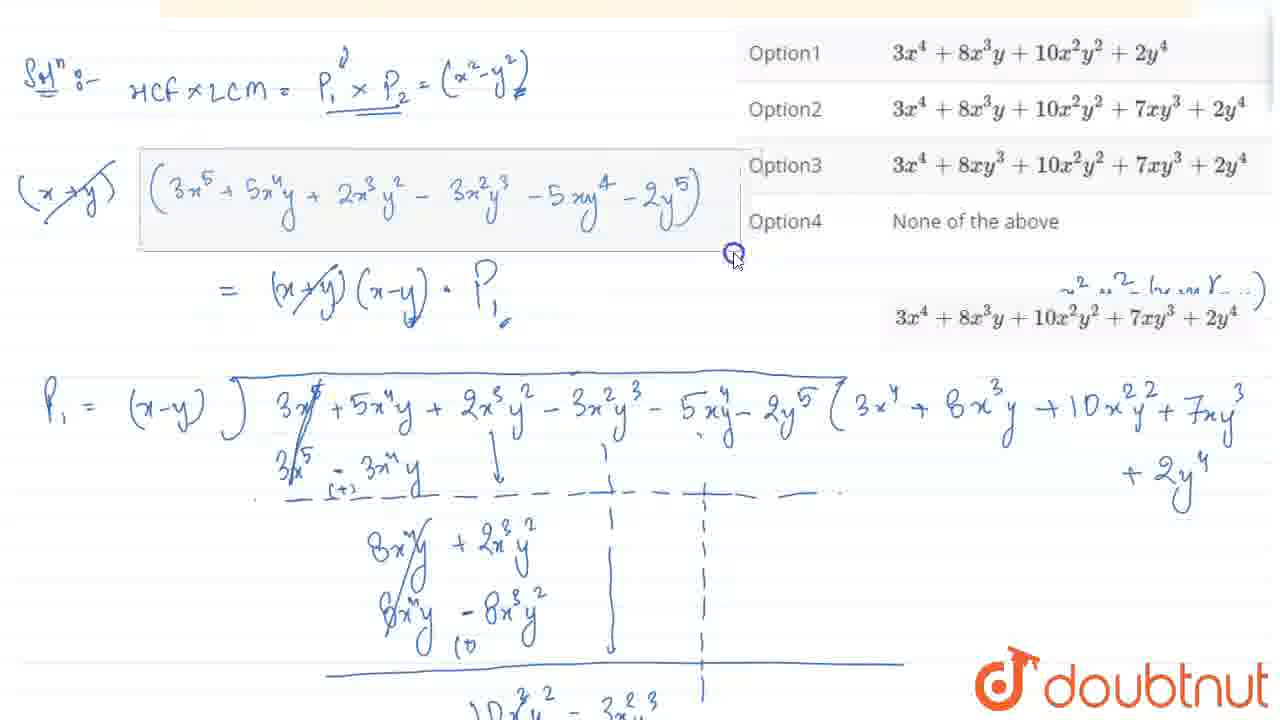 Solⁿ :- HCF × LCM = P₁ × P₂ = (x² - y²)
Option1 3x⁴ + 8x³y + 10x²y² + 2y⁴
Option2 3x⁴ + 8x³y + 10x²y² + 7xy³ + 2y⁴
(x + y) (3x⁵ + 5x⁴y + 2x³y² - 3x²y³ - 5xy⁴ - 2y⁵)
Option3 3x⁴ + 8xy³ + 10x²y² + 7xy³ + 2y⁴
Option4 None of the above
= (x + y) (x - y) · P₁
3x⁴ + 8x³y + 10x²y² + 7xy³ + 2y⁴
P₁ = (x - y) ) 3x⁵ + 5x⁴y + 2x³y² - 3x²y³ - 5xy⁴ - 2y⁵ ( 3x⁴ + 8x³y + 10x²y² + 7xy³
+ 2y⁴
3x⁵ - 3x⁴y
(+)
8x⁴y + 2x³y²
8x⁴y - 8x³y²
(+)
10x³y² - 3x²y³
doubtnut